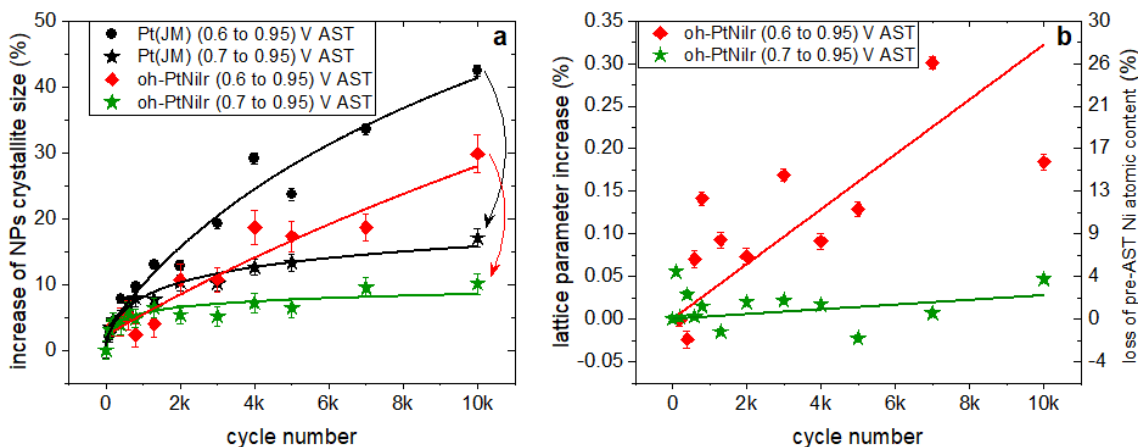 increase of NPs crystallite size (%)
50
40
30
20
10
0
Pt(JM) (0.6 to 0.95) V AST
Pt(JM) (0.7 to 0.95) V AST
oh-PtNiIr (0.6 to 0.95) V AST
oh-PtNiIr (0.7 to 0.95) V AST
a
0 2k 4k 6k 8k 10k
cycle number
lattice parameter increase (%)
0.35
0.30
0.25
0.20
0.15
0.10
0.05
0.00
-0.05
oh-PtNiIr (0.6 to 0.95) V AST
oh-PtNiIr (0.7 to 0.95) V AST
b
30
26
22
17
13
9
4
0
-4
loss of pre-AST Ni atomic content (%)
0 2k 4k 6k 8k 10k
cycle number